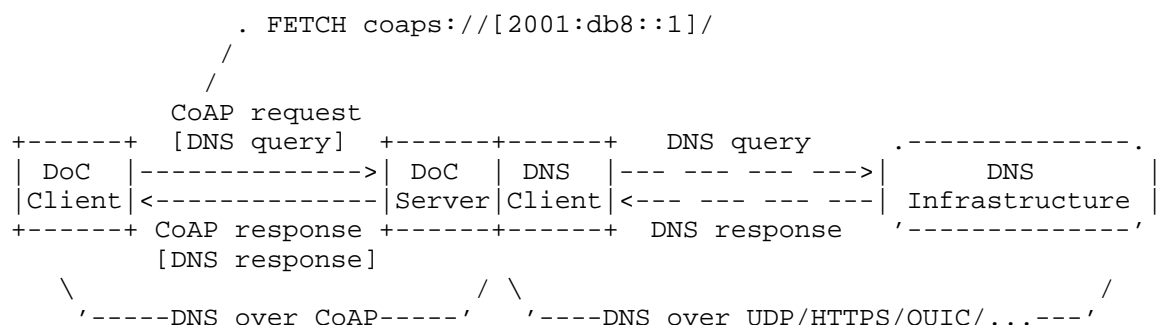 . FETCH coaps://[2001:db8::1]/
/
/
CoAP request
+------+ [DNS query] +------+------+ DNS query .--------------.
| DoC |-------------->| DoC | DNS |--- --- --- --->| DNS |
|Client|<--------------|Server|Client|<--- --- --- ---| Infrastructure |
+------+ CoAP response +------+------+ DNS response '--------------'
[DNS response]
\ / \ /
'-----DNS over CoAP-----' '----DNS over UDP/HTTPS/QUIC/...---'